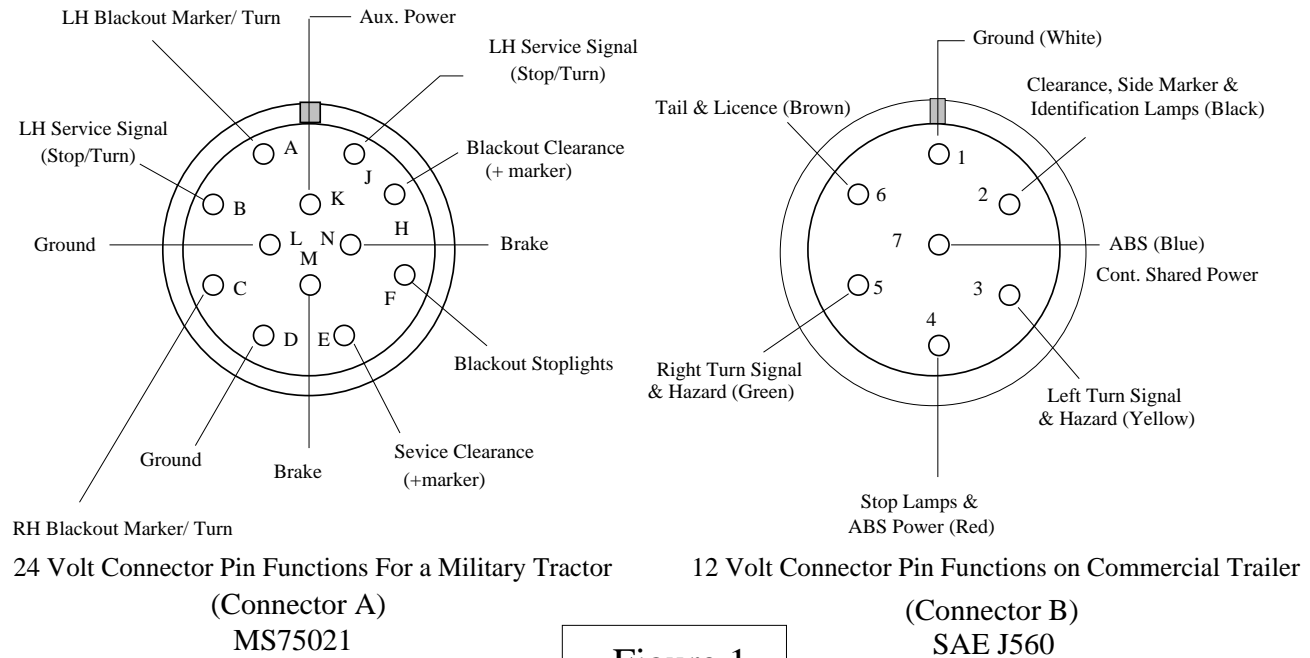 LH Blackout Marker/ Turn
Aux. Power
LH Service Signal
(Stop/Turn)
LH Service Signal
(Stop/Turn)
Blackout Clearance
(+ marker)
A
J
B
K
H
Ground
L
N
M
Brake
C
F
D
E
Blackout Stoplights
Ground
Brake
Sevice Clearance
(+marker)
RH Blackout Marker/ Turn
24 Volt Connector Pin Functions For a Military Tractor
(Connector A)
MS75021
Ground (White)
Clearance, Side Marker &
Identification Lamps (Black)
Tail & Licence (Brown)
1
6
2
7
ABS (Blue)
Cont. Shared Power
5
3
4
Right Turn Signal
& Hazard (Green)
Left Turn Signal
& Hazard (Yellow)
Stop Lamps &
ABS Power (Red)
12 Volt Connector Pin Functions on Commercial Trailer
(Connector B)
SAE J560
Figure 1